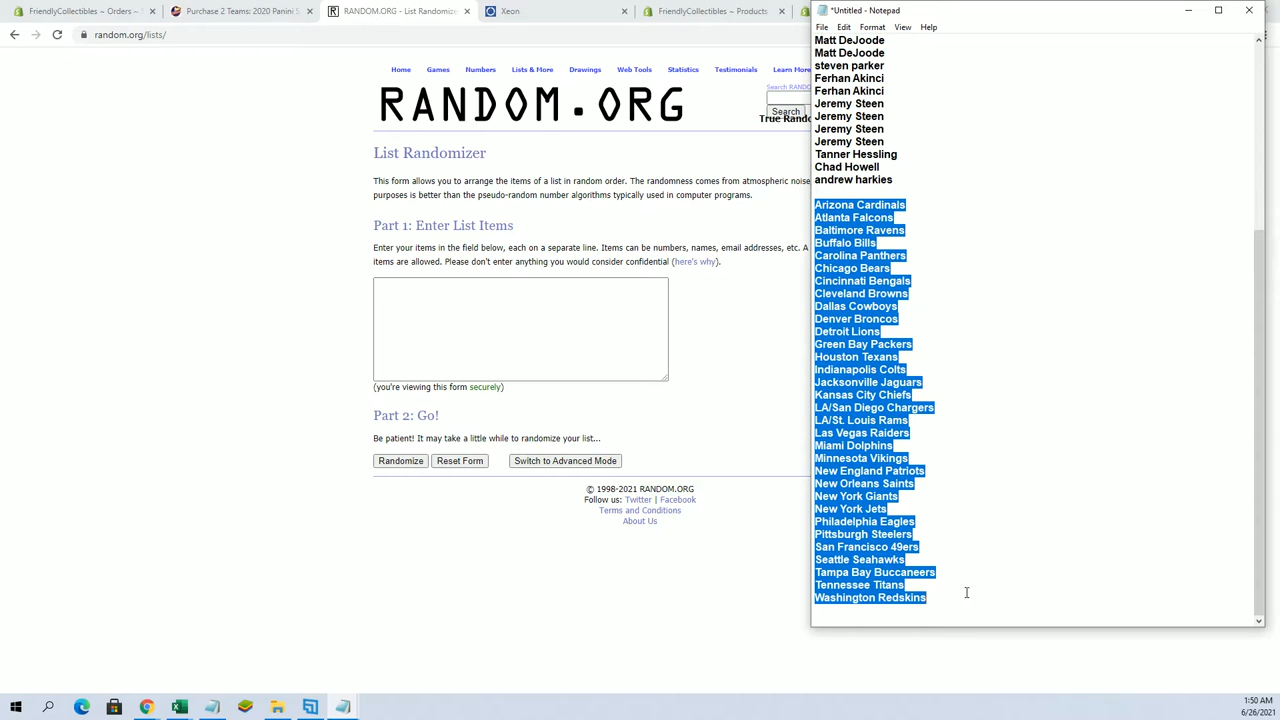 FriendlyCollectibles ~ Orders ~ S
Purchase 2 Teams: 2020 Panini S
RANDOM.ORG - List Randomizer
Xeon
FriendlyCollectibles ~ Products
random.org/lists/
Home Games Numbers Lists & More Drawings Web Tools Statistics Testimonials Learn More
Search RAND
RANDOM.ORG
Search
True Rando
List Randomizer
This form allows you to arrange the items of a list in random order. The randomness comes from atmospheric noise
purposes is better than the pseudo-random number algorithms typically used in computer programs.
Part 1: Enter List Items
Enter your items in the field below, each on a separate line. Items can be numbers, names, email addresses, etc. A
items are allowed. Please don't enter anything you would consider confidential (here's why).
(you're viewing this form securely)
Part 2: Go!
Be patient! It may take a little while to randomize your list...
Randomize Reset Form Switch to Advanced Mode
© 1998-2021 RANDOM.ORG
Follow us: Twitter | Facebook
Terms and Conditions
About Us
*Untitled - Notepad
File Edit Format View Help
Matt DeJoode
Matt DeJoode
steven parker
Ferhan Akinci
Ferhan Akinci
Jeremy Steen
Jeremy Steen
Jeremy Steen
Jeremy Steen
Tanner Hessling
Chad Howell
andrew harkies
Arizona Cardinals
Atlanta Falcons
Baltimore Ravens
Buffalo Bills
Carolina Panthers
Chicago Bears
Cincinnati Bengals
Cleveland Browns
Dallas Cowboys
Denver Broncos
Detroit Lions
Green Bay Packers
Houston Texans
Indianapolis Colts
Jacksonville Jaguars
Kansas City Chiefs
LA/San Diego Chargers
LA/St. Louis Rams
Las Vegas Raiders
Miami Dolphins
Minnesota Vikings
New England Patriots
New Orleans Saints
New York Giants
New York Jets
Philadelphia Eagles
Pittsburgh Steelers
San Francisco 49ers
Seattle Seahawks
Tampa Bay Buccaneers
Tennessee Titans
Washington Redskins
1:50 AM
6/26/2021